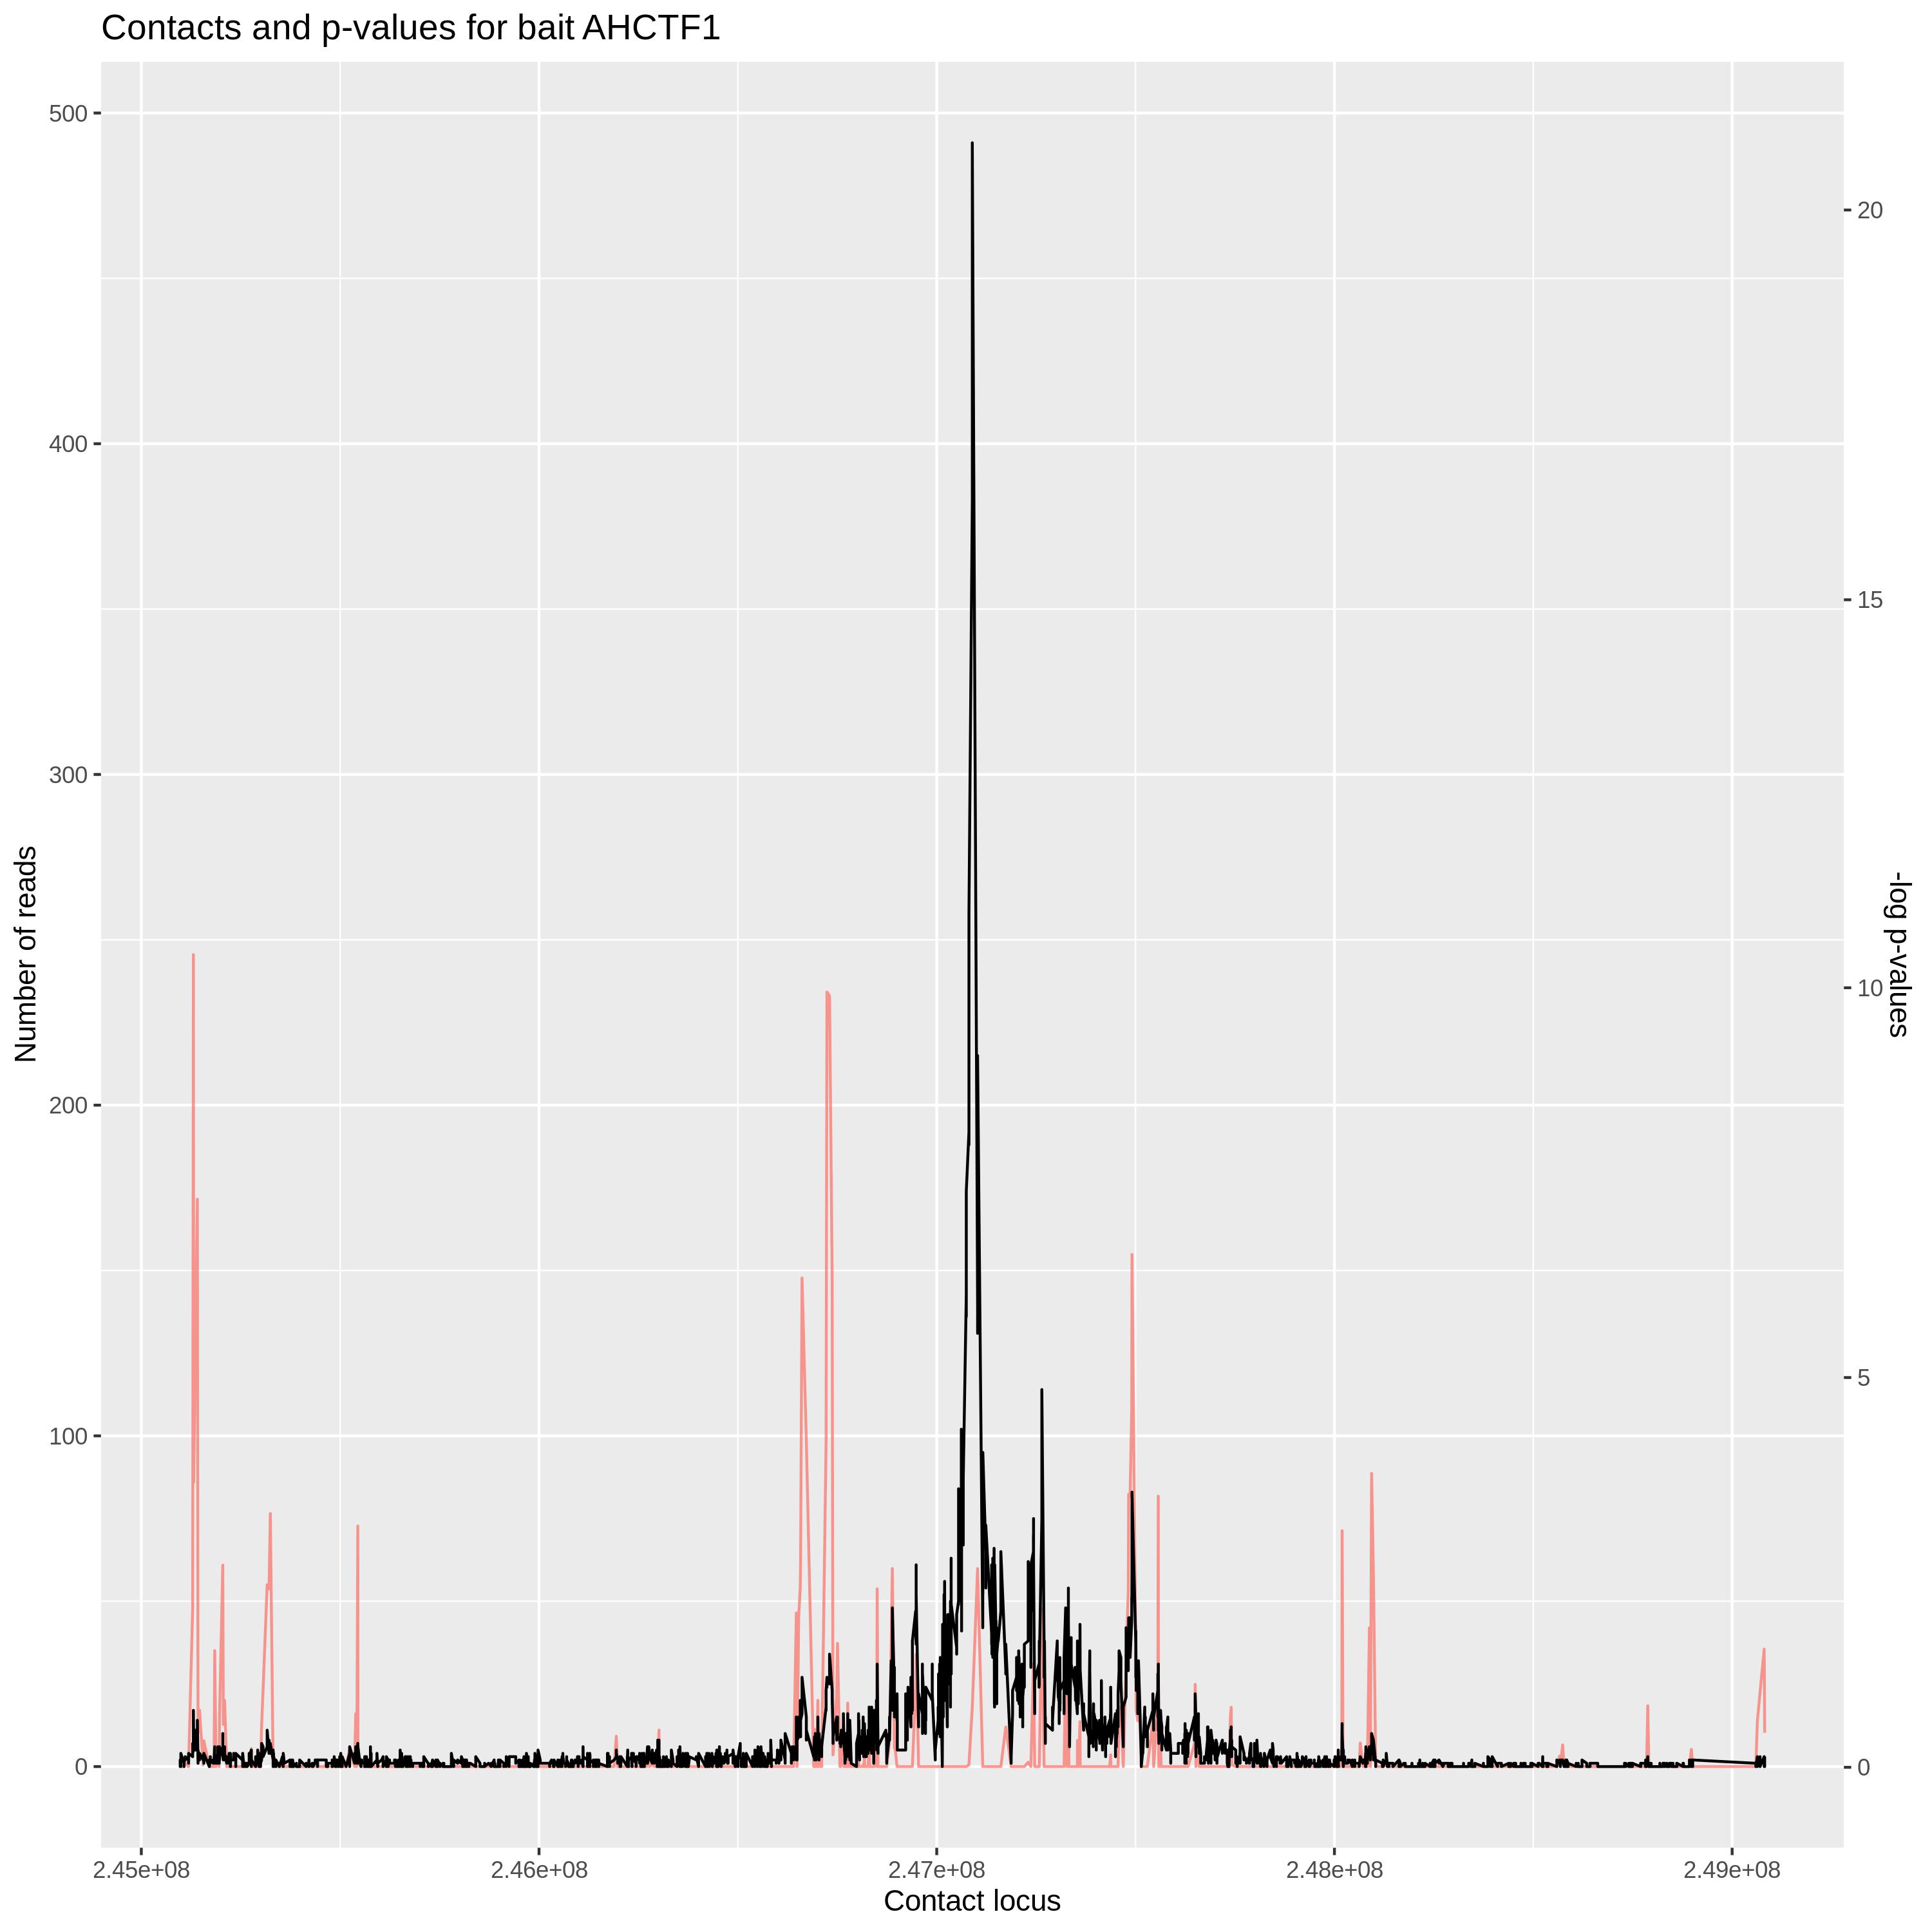 Contacts and p-values for bait AHCTF1
500
400
300
200
100
0
Number of reads
20
15
10
5
0
-log p-values
2.45e+08
2.46e+08
2.47e+08
2.48e+08
2.49e+08
Contact locus